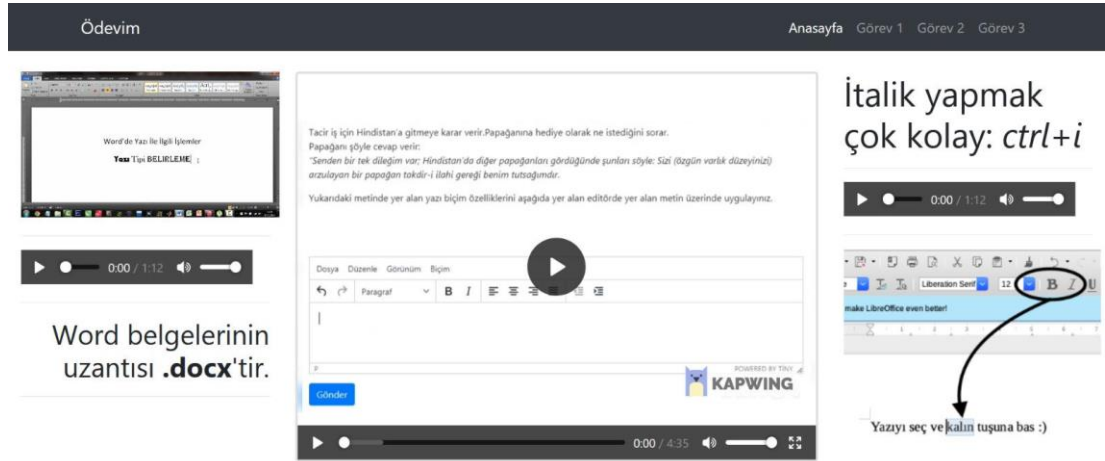 Ödevim
Anasayfa Görev 1 Görev 2 Görev 3
Word'de Yazı İle İlgili İşlemler
Yazı Tipi BELİRLEME
0:00 / 1:12
Word belgelerinin
uzantısı .docx'tir.
Tacir iş için Hindistan'a gitmeye karar verir.Papağanına hediye olarak ne istediğini sorar.
Papağanı şöyle cevap verir:
"Senden bir tek dileğim var; Hindistan'da diğer papağanları gördüğünde şunları söyle: Sizi (özgün varlık düzeyinizi)
arzulayan bir papağan takdir-i ilahi gereği benim tutsağımdır.
Yukarıdaki metinde yer alan yazı biçim özelliklerini aşağıda yer alan editörde yer alan metin üzerinde uygulayınız.
Dosya Düzenle Görünüm Biçim
Paragraf B I
P
POWERED BY TINY
KAPWING
Gönder
0:00 / 4:35
İtalik yapmak
çok kolay: ctrl+i
0:00 / 1:12
Liberation Serif 12 B I U
make LibreOffice even better!
Yazıyı seç ve kalın tuşuna bas :)